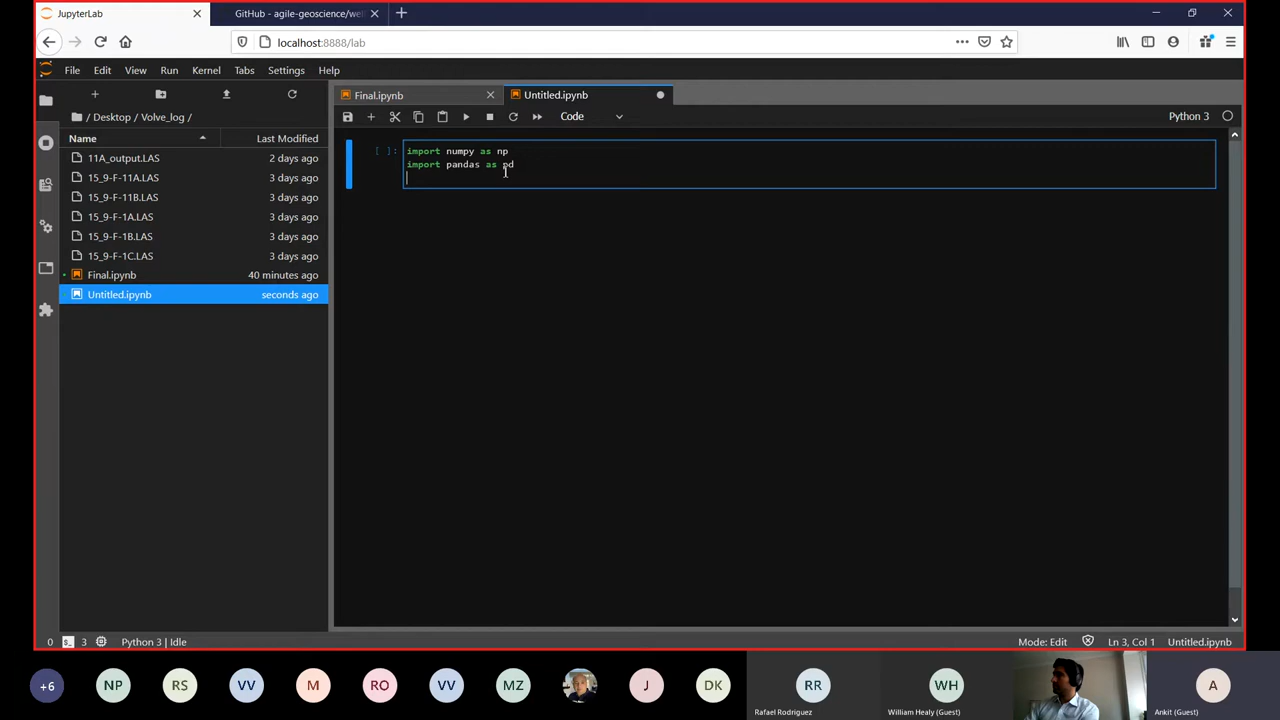 JupyterLab
GitHub - agile-geoscience/wel
localhost:8888/lab
File Edit View Run Kernel Tabs Settings Help
Final.ipynb
Untitled.ipynb
/ Desktop / Volve_log /
Code
Python 3
Name
Last Modified
11A_output.LAS 2 days ago
15_9-F-11A.LAS 3 days ago
15_9-F-11B.LAS 3 days ago
15_9-F-1A.LAS 3 days ago
15_9-F-1B.LAS 3 days ago
15_9-F-1C.LAS 3 days ago
Final.ipynb 40 minutes ago
Untitled.ipynb seconds ago
[ ]:
import numpy as np
import pandas as pd
0 $_ 3 Python 3 | Idle
Mode: Edit Ln 3, Col 1 Untitled.ipynb
+6 NP RS VV M RO VV MZ J DK RR WH A
Rafael Rodriguez
William Healy (Guest)
Ankit (Guest)